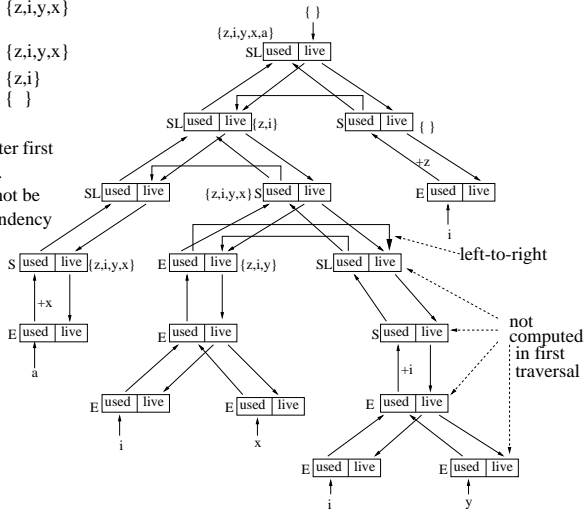 {z,i,y,x}
{ }
{z,i,y,x,a}
{z,i,y,x}
SL used live
{z,i}
{ }
SL used live {z,i}
S used live { }
ter first
+z
.
not be
SL used live
{z,i,y,x} S used live
E used live
ndency
i
left-to-right
S used live {z,i,y,x}
E used live {z,i,y}
SL used live
+x
not
computed
in first
traversal
E used live
E used live
S used live
a
+i
E used live
E used live
E used live
i
x
E used live
E used live
i
y